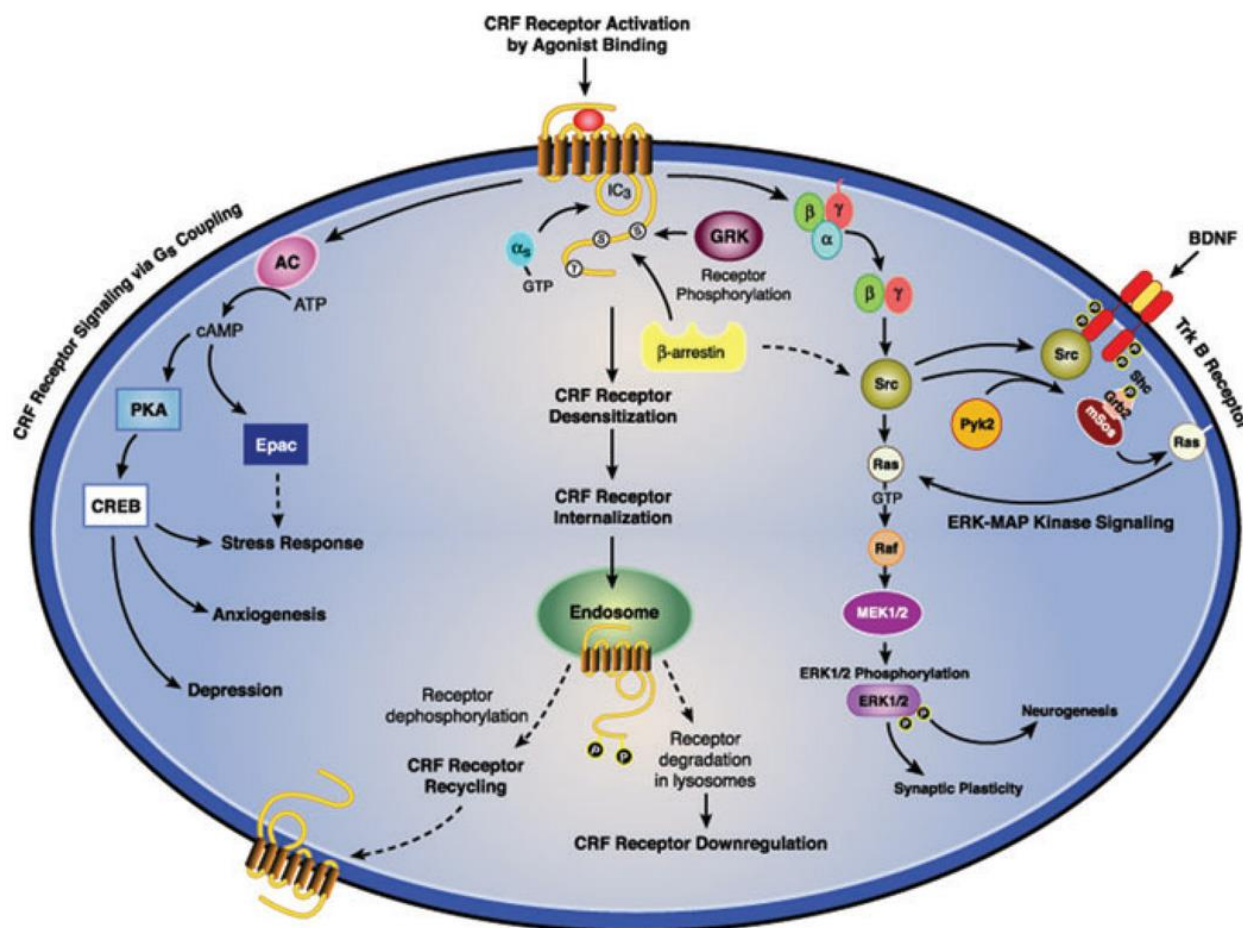 CRF Receptor Activation
by Agonist Binding
CRF Receptor Signaling via Gs Coupling
IC3
αs
GTP
S
S
T
GRK
Receptor
Phosphorylation
β-arrestin
AC
ATP
cAMP
PKA
Epac
CREB
Stress Response
Anxiogenesis
Depression
CRF Receptor
Desensitization
CRF Receptor
Internalization
Endosome
P
P
Receptor
dephosphorylation
CRF Receptor
Recycling
Receptor
degradation
in lysosomes
CRF Receptor Downregulation
β
γ
α
β
γ
Src
Ras
GTP
Raf
MEK1/2
ERK1/2 Phosphorylation
ERK1/2
P
P
Neurogenesis
Synaptic Plasticity
BDNF
Trk B Receptor
P
P
P
P
Src
Shc
P
Grb2
mSos
Pyk2
Ras
ERK-MAP Kinase Signaling